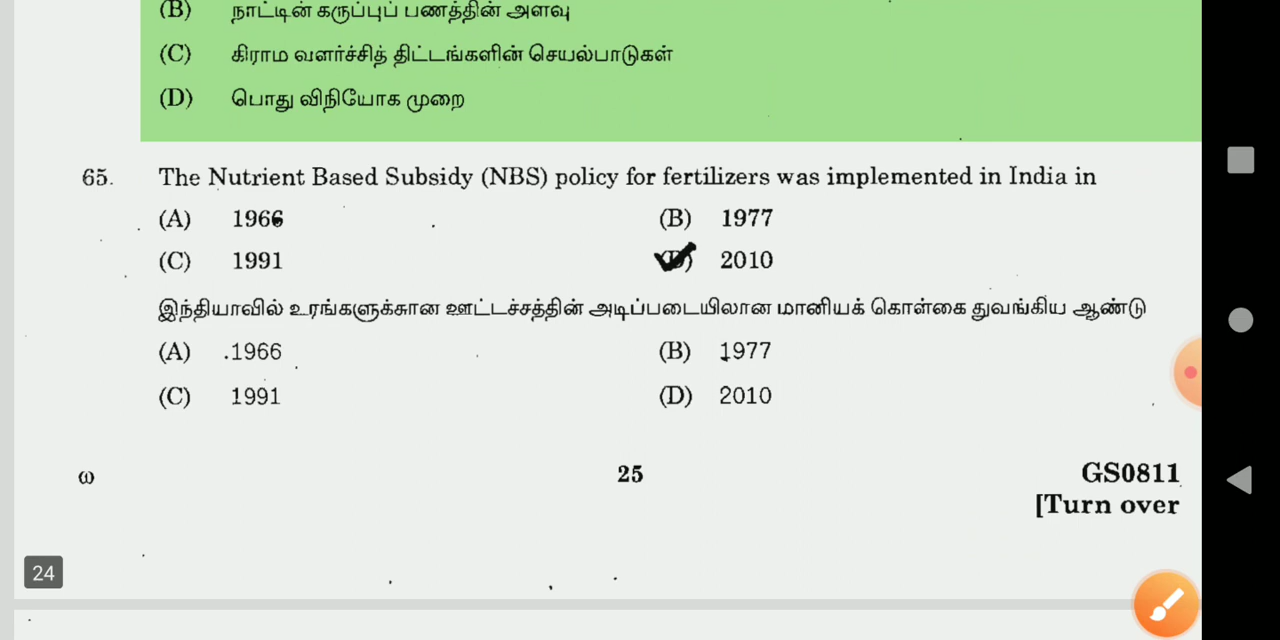 (B) நாட்டின் கருப்புப் பணத்தின் அளவு
(C) கிராம வளர்ச்சித் திட்டங்களின் செயல்பாடுகள்
(D) பொது விநியோக முறை
65. The Nutrient Based Subsidy (NBS) policy for fertilizers was implemented in India in
(A) 1966 (B) 1977
(C) 1991 (D) 2010
இந்தியாவில் உரங்களுக்கான ஊட்டச்சத்தின் அடிப்படையிலான மானியக் கொள்கை துவங்கிய ஆண்டு
(A) 1966 (B) 1977
(C) 1991 (D) 2010
ω 25 GS0811
[Turn over
24